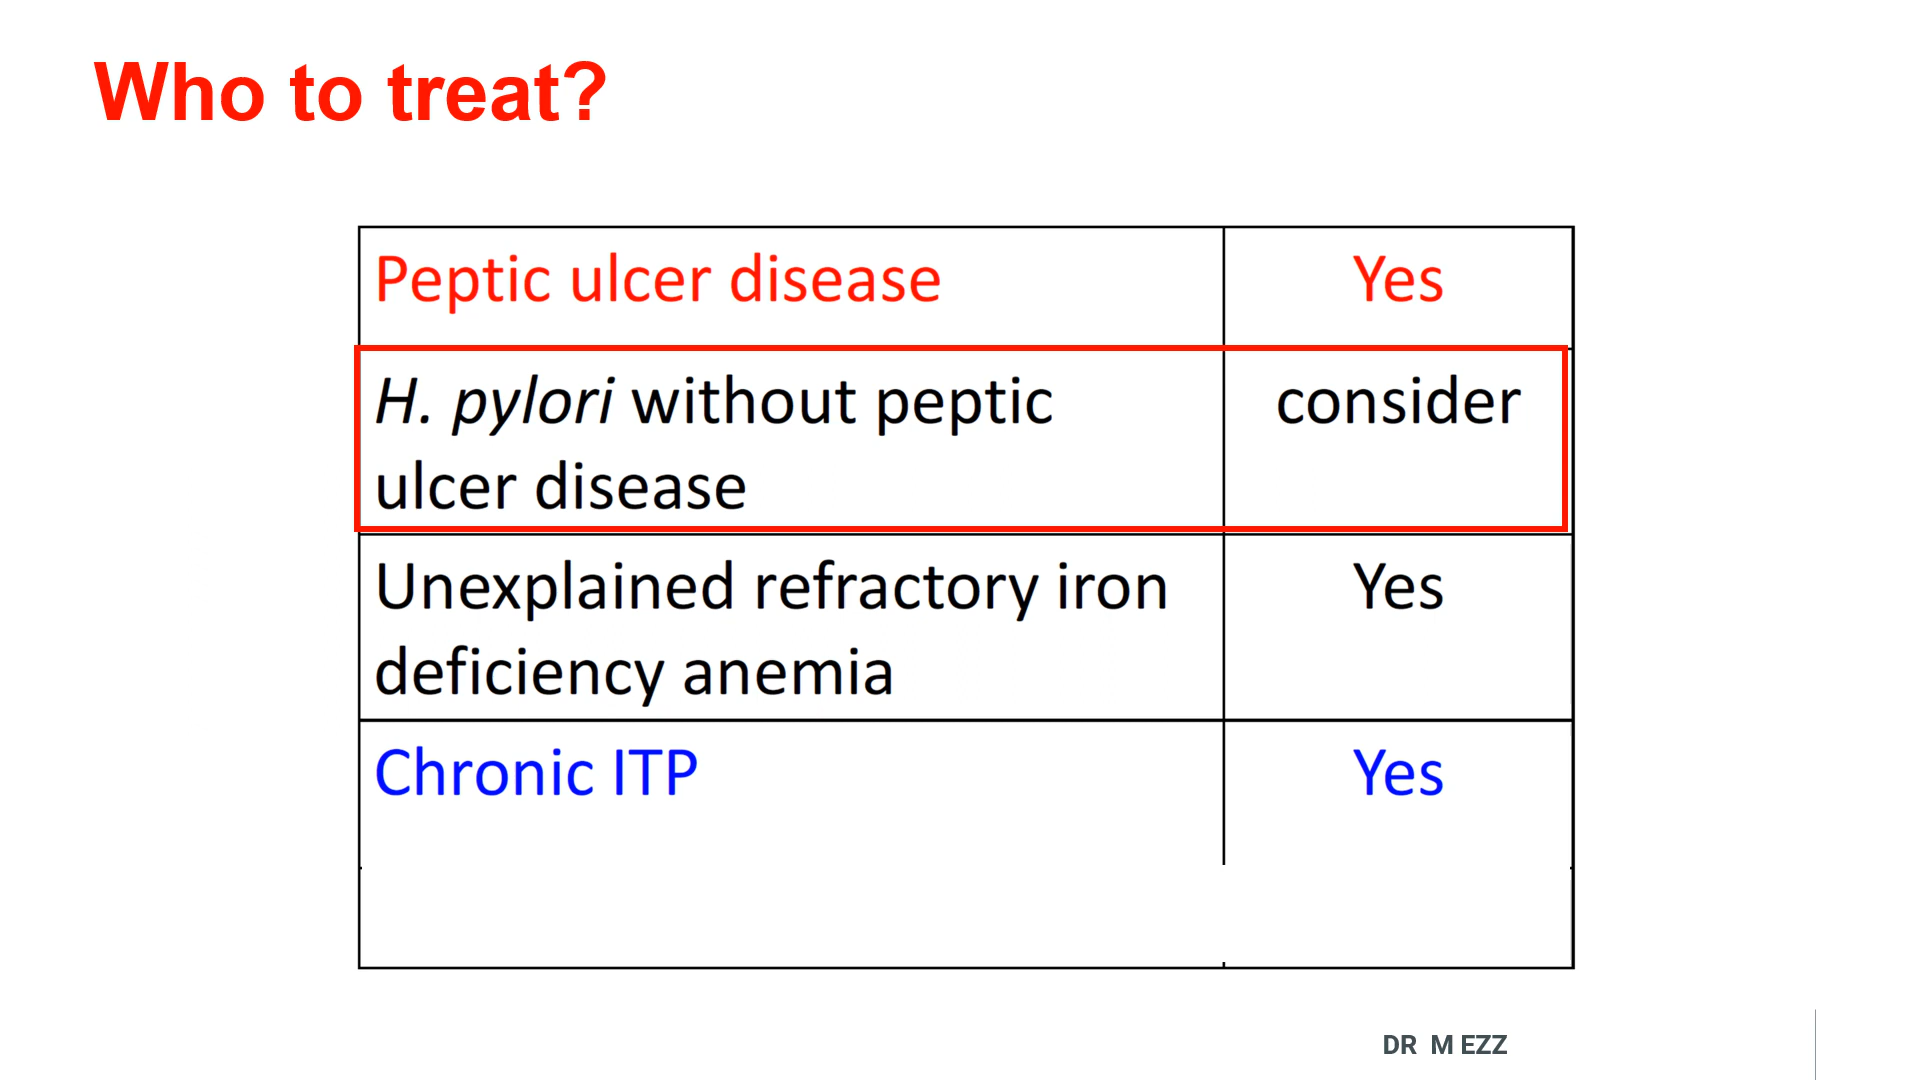 Who to treat?
Peptic ulcer disease Yes
H. pylori without peptic consider
ulcer disease
Unexplained refractory iron Yes
deficiency anemia
Chronic ITP Yes
DR M EZZ